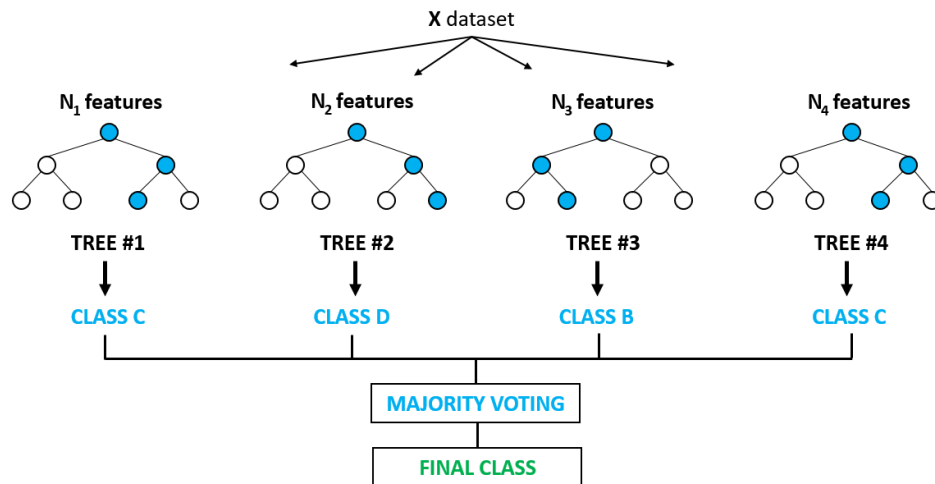 X dataset
N₁ features
N₂ features
N₃ features
N₄ features
TREE #1
TREE #2
TREE #3
TREE #4
CLASS C
CLASS D
CLASS B
CLASS C
MAJORITY VOTING
FINAL CLASS